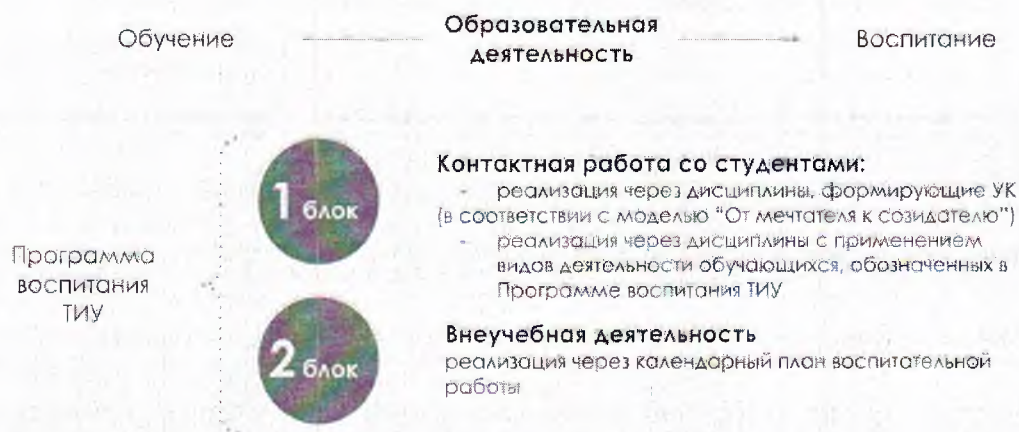 Обучение
Образовательная
деятельность
Воспитание
Контактная работа со студентами:
- реализация через дисциплины, формирующие УК
(в соответствии с моделью "От мечтателя к созидателю")
- реализация через дисциплины с применением
видов деятельности обучающихся, обозначенных в
Программе воспитания ТИУ
1 блок
Программа
воспитания
ТИУ
Внеучебная деятельность
реализация через календарный план воспитательной
работы
2 блок